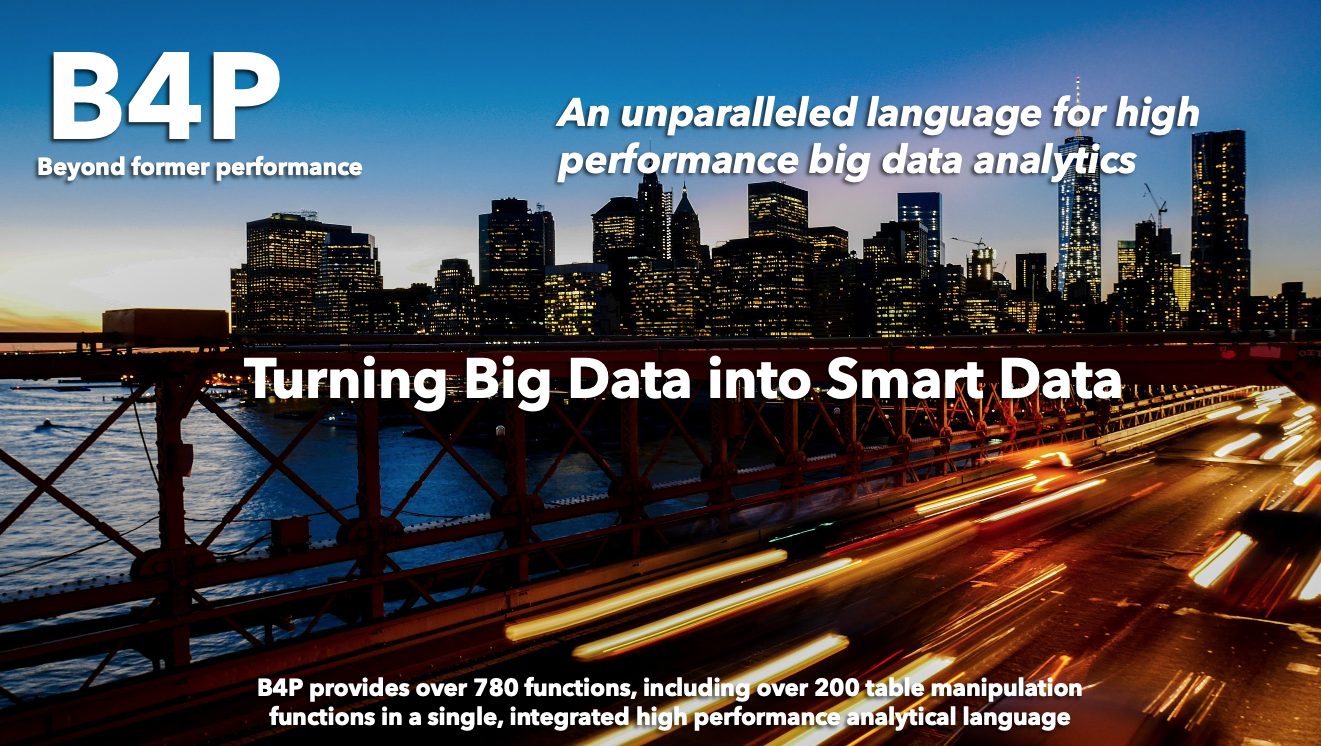 B4P
Beyond former performance
An unparalleled language for high
performance big data analytics
Turning Big Data into Smart Data
B4P provides over 780 functions, including over 200 table manipulation
functions in a single, integrated high performance analytical language